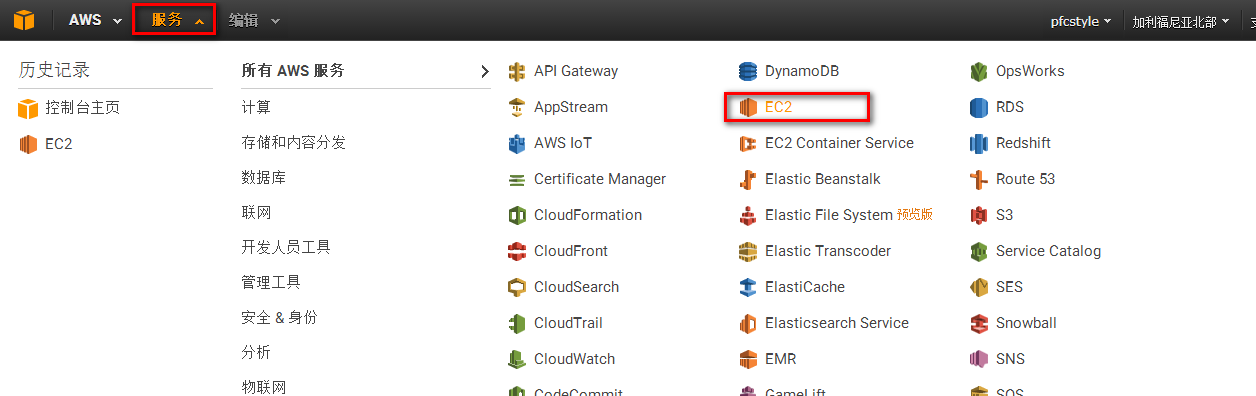 AWS 服务 编辑 pfcstyle 加利福尼亚北部
历史记录
控制台主页
EC2
所有 AWS 服务
计算
存储和内容分发
数据库
联网
开发人员工具
管理工具
安全 & 身份
分析
物联网
API Gateway
AppStream
AWS IoT
Certificate Manager
CloudFormation
CloudFront
CloudSearch
CloudTrail
CloudWatch
CodeCommit
DynamoDB
EC2
EC2 Container Service
Elastic Beanstalk
Elastic File System 预览版
Elastic Transcoder
ElastiCache
Elasticsearch Service
EMR
GameLift
OpsWorks
RDS
Redshift
Route 53
S3
Service Catalog
SES
Snowball
SNS
SQS